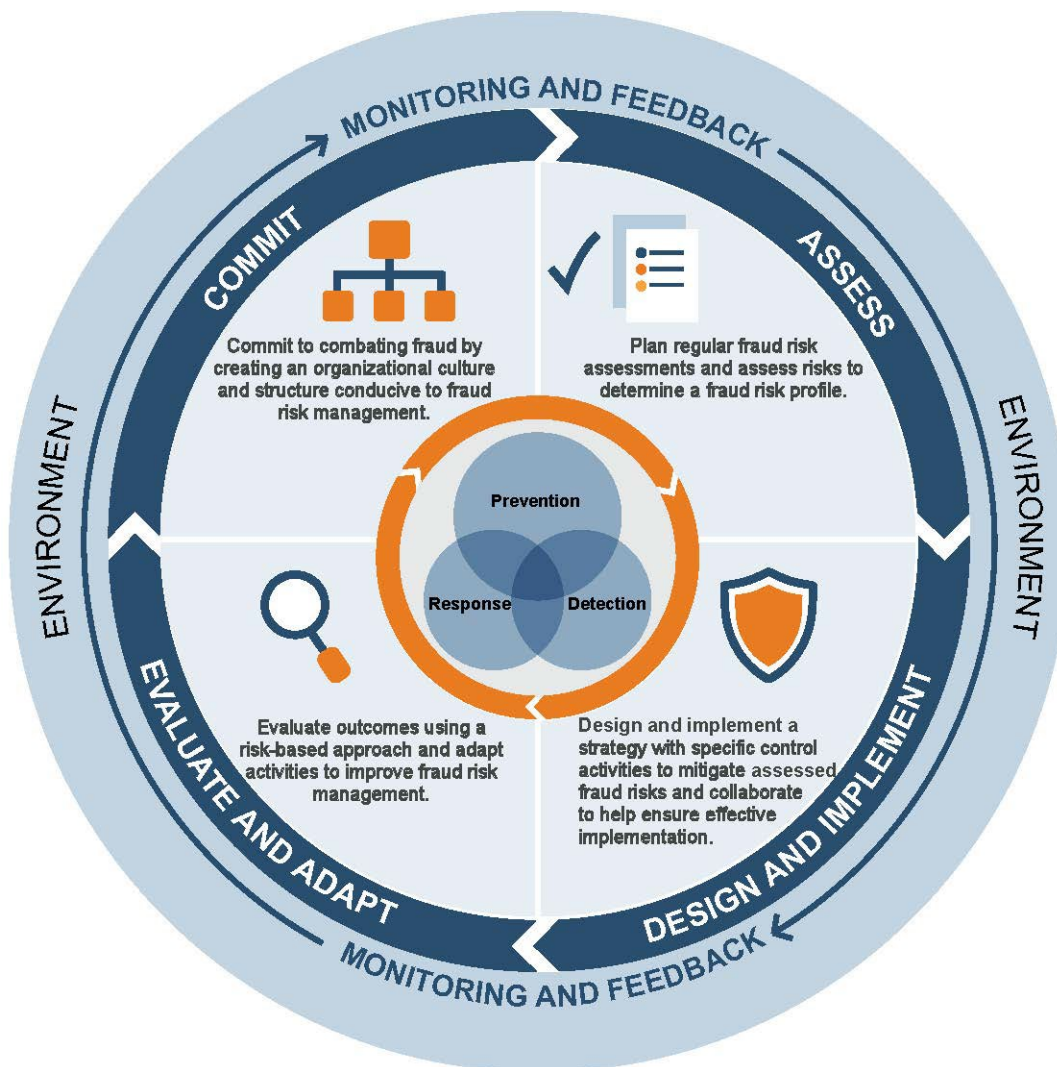 MONITORING AND FEEDBACK
COMMIT
ASSESS
Commit to combating fraud by
creating an organizational culture
and structure conducive to fraud
risk management.
Plan regular fraud risk
assessments and assess risks to
determine a fraud risk profile.
ENVIRONMENT
ENVIRONMENT
Prevention
Response
Detection
Evaluate outcomes using a
risk-based approach and adapt
activities to improve fraud risk
management.
Design and implement a
strategy with specific control
activities to mitigate assessed
fraud risks and collaborate
to help ensure effective
implementation.
EVALUATE AND ADAPT
DESIGN AND IMPLEMENT
MONITORING AND FEEDBACK